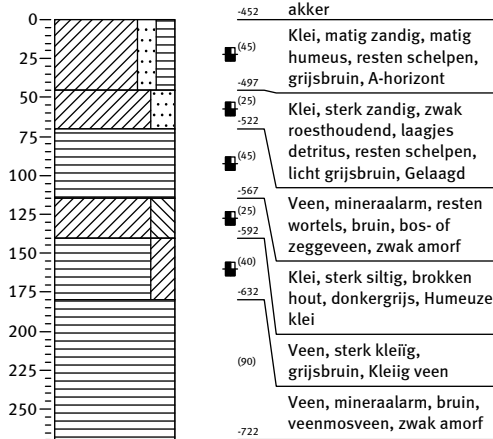 0
25
50
75
100
125
150
175
200
225
250
-452
(45)
-497
(25)
-522
(45)
-567
(25)
-592
(40)
-632
(90)
-722
akker
Klei, matig zandig, matig
humeus, resten schelpen,
grijsbruin, A-horizont
Klei, sterk zandig, zwak
roesthoudend, laagjes
detritus, resten schelpen,
licht grijsbruin, Gelaagd
Veen, mineraalarm, resten
wortels, bruin, bos- of
zeggeveen, zwak amorf
Klei, sterk siltig, brokken
hout, donkergrijs, Humeuze
klei
Veen, sterk kleiïg,
grijsbruin, Kleiig veen
Veen, mineraalarm, bruin,
veenmosveen, zwak amorf